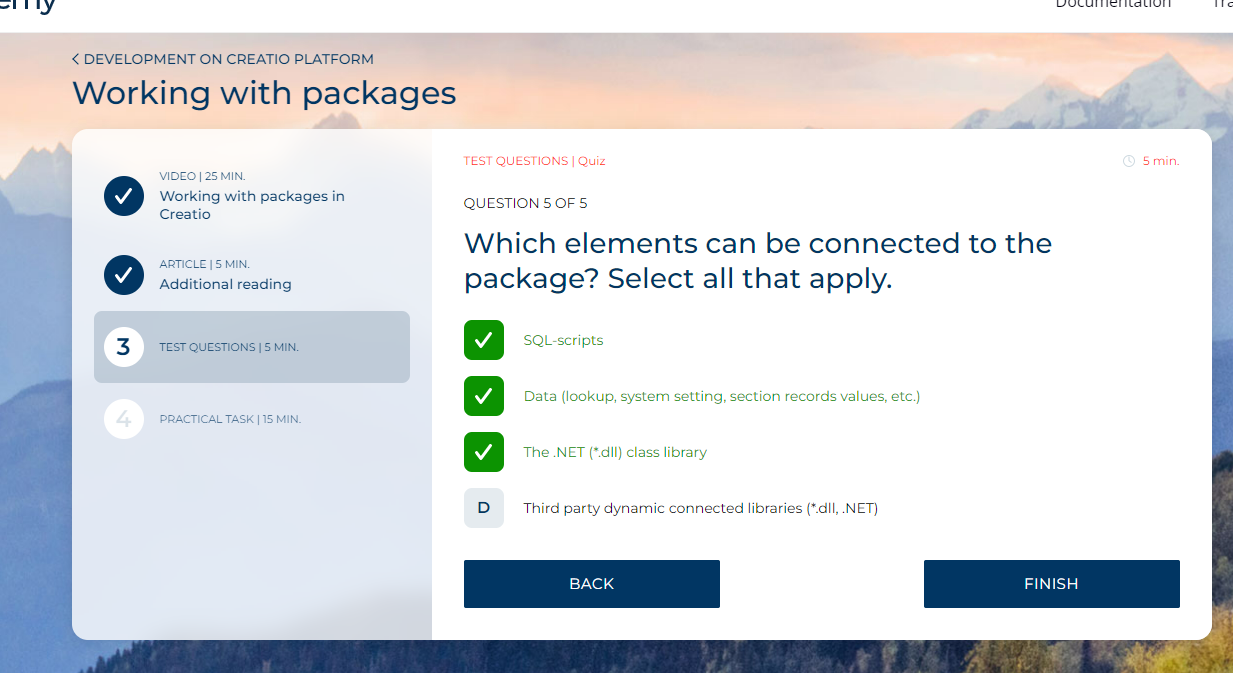 Documentation
DEVELOPMENT ON CREATIO PLATFORM
Working with packages
VIDEO | 25 MIN.
Working with packages in
Creatio
ARTICLE | 5 MIN.
Additional reading
3
TEST QUESTIONS | 5 MIN.
4
PRACTICAL TASK | 15 MIN.
TEST QUESTIONS | Quiz
5 min.
QUESTION 5 OF 5
Which elements can be connected to the
package? Select all that apply.
SQL-scripts
Data (lookup, system setting, section records values, etc.)
The .NET (*.dll) class library
D Third party dynamic connected libraries (*.dll, .NET)
BACK
FINISH